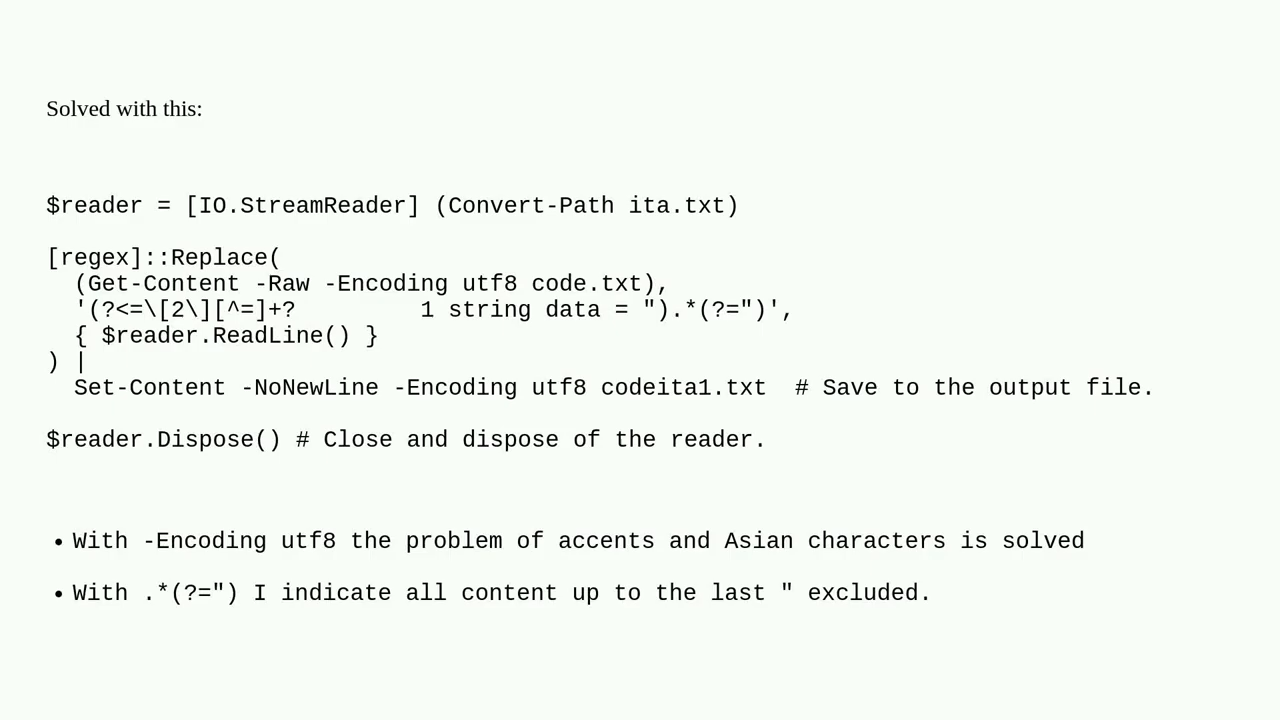 Solved with this:
$reader = [IO.StreamReader] (Convert-Path ita.txt)
[regex]::Replace(
  (Get-Content -Raw -Encoding utf8 code.txt),
  '(?<=\[2\][^=]+?         1 string data = ").*(?=")',
  { $reader.ReadLine() }
) |
  Set-Content -NoNewLine -Encoding utf8 codeita1.txt  # Save to the output file.
$reader.Dispose() # Close and dispose of the reader.
• With -Encoding utf8 the problem of accents and Asian characters is solved
• With .*(?=") I indicate all content up to the last " excluded.